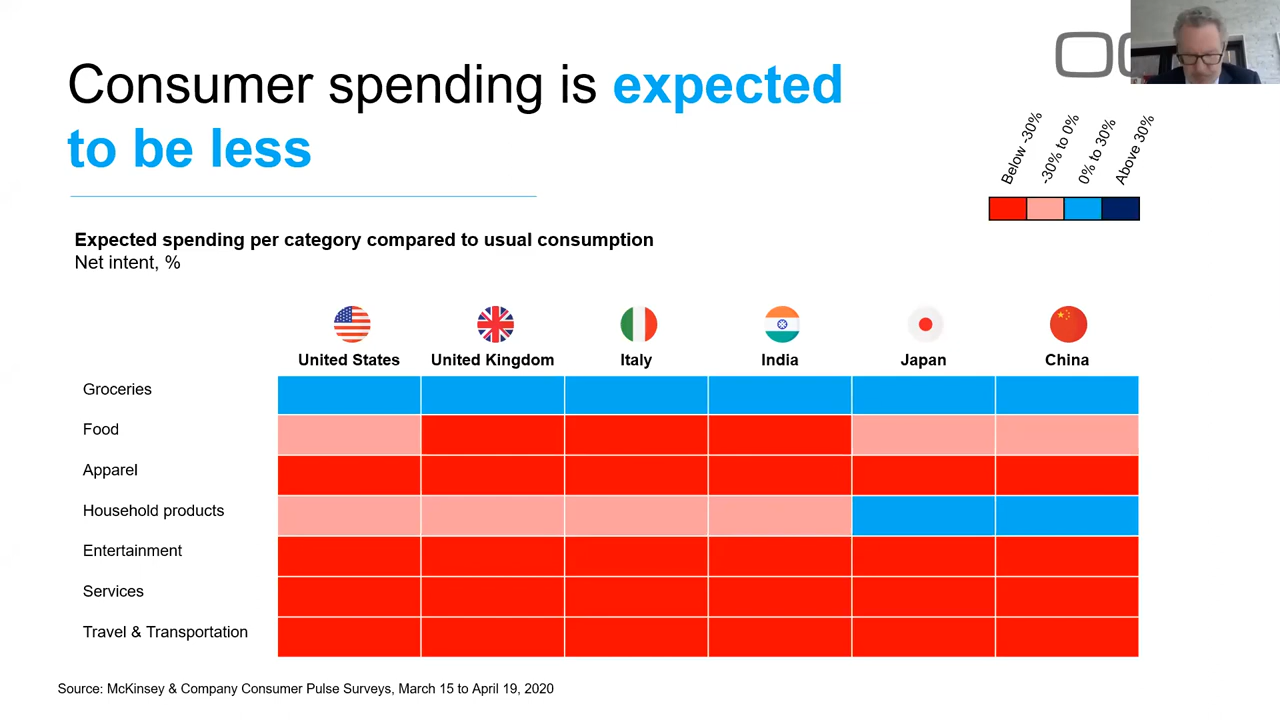 Consumer spending is expected
to be less
Below -30%
-30% to 0%
0% to 30%
Above 30%
Expected spending per category compared to usual consumption
Net intent, %
United States
United Kingdom
Italy
India
Japan
China
Groceries
Food
Apparel
Household products
Entertainment
Services
Travel & Transportation
Source: McKinsey & Company Consumer Pulse Surveys, March 15 to April 19, 2020